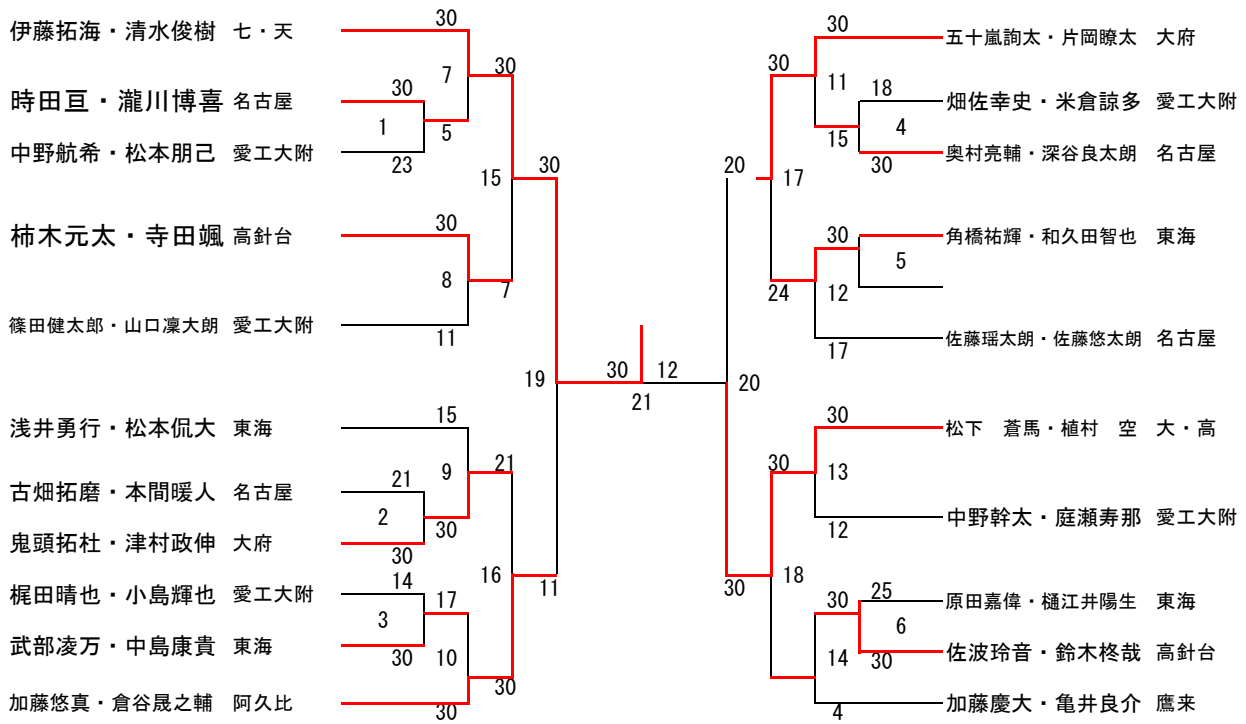 30
伊藤拓海・清水俊樹 七・天
7
30
時田亘・瀧川博喜 名古屋
30
1
5
中野航希・松本朋己 愛工大附
23
15
30
柿木元太・寺田颯 高針台
30
8
7
篠田健太郎・山口凜大朗 愛工大附
11
19
浅井勇行・松本侃大 東海
15
9
21
古畑拓磨・本間暖人 名古屋
21
2
30
鬼頭拓杜・津村政伸 大府
30
16
11
梶田晴也・小島輝也 愛工大附
14
3
17
武部凌万・中島康貴 東海
30
10
30
加藤悠真・倉谷晟之輔 阿久比
30
30
12
21
30
五十嵐詢太・片岡瞭太 大府
30
11
18
畑佐幸史・米倉諒多 愛工大附
4
15
奥村亮輔・深谷良太朗 名古屋
30
20
17
30
角橋祐輝・和久田智也 東海
5
24
12
佐藤瑶太朗・佐藤悠太朗 名古屋
17
20
30
松下 蒼馬・植村 空 大・高
30
13
中野幹太・庭瀬寿那 愛工大附
12
30
18
30
25
原田嘉偉・樋江井陽生 東海
6
14
30
佐波玲音・鈴木柊哉 高針台
加藤慶大・亀井良介 鷹来
4